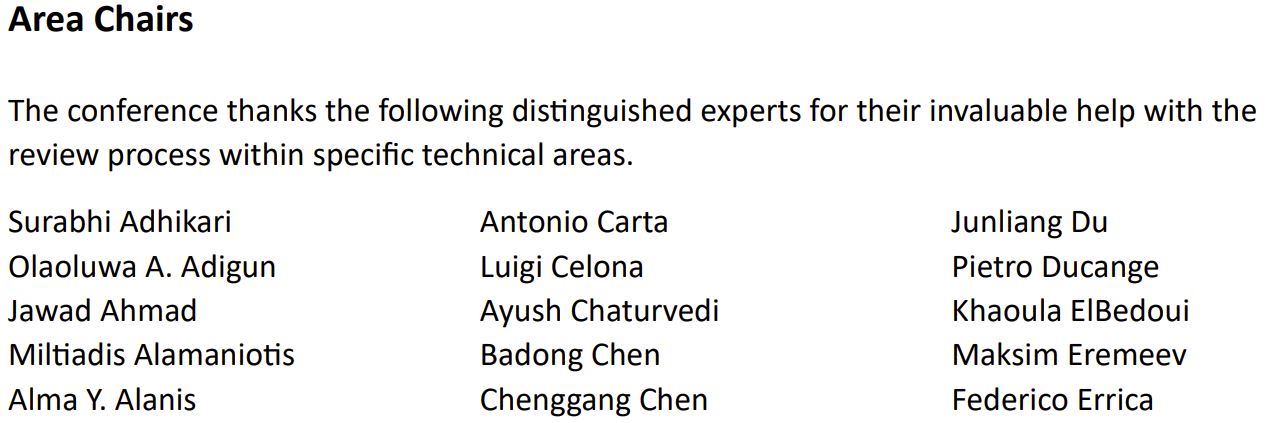 Area Chairs
The conference thanks the following distinguished experts for their invaluable help with the
review process within specific technical areas.
Surabhi Adhikari
Olaoluwa A. Adigun
Jawad Ahmad
Miltiadis Alamaniotis
Alma Y. Alanis
Antonio Carta
Luigi Celona
Ayush Chaturvedi
Badong Chen
Chenggang Chen
Junliang Du
Pietro Ducange
Khaoula ElBedoui
Maksim Eremeev
Federico Errica